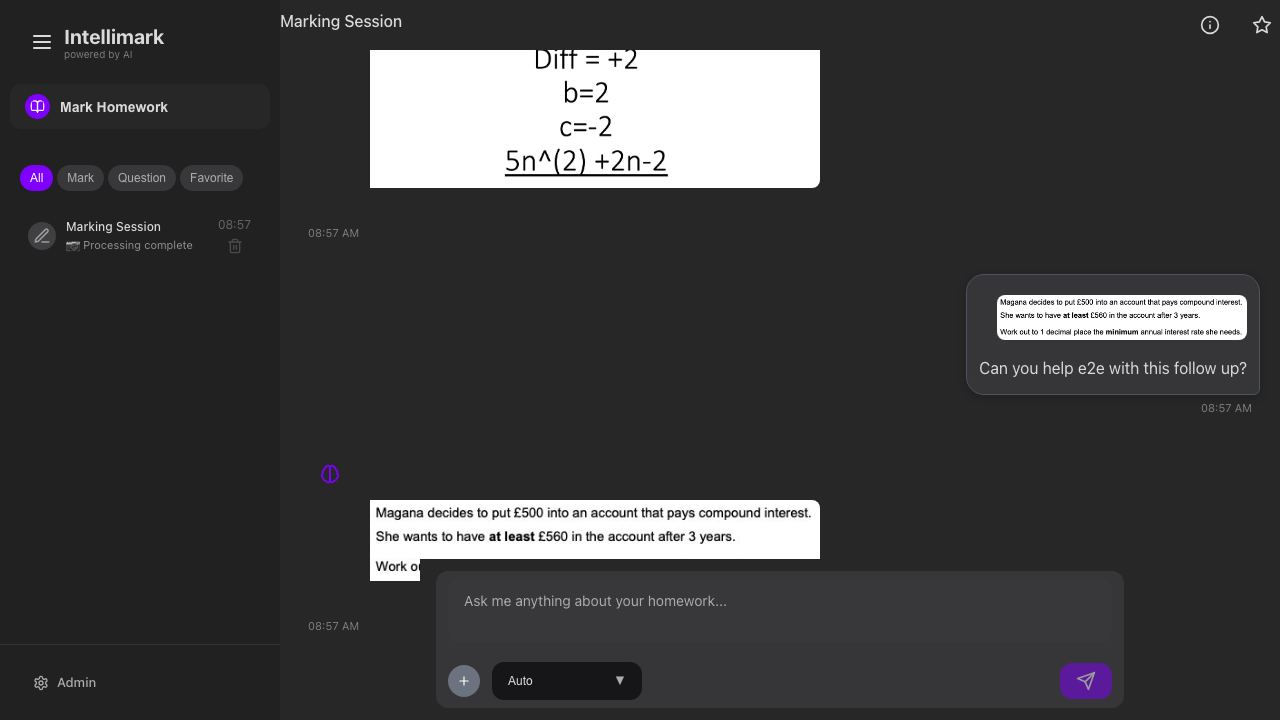 Intellimark
powered by AI
Mark Homework
All
Mark
Question
Favorite
Marking Session
08:57
📷 Processing complete
Admin
Marking Session
Diff = +2
b=2
c=-2
5n^(2) +2n-2
08:57 AM
Magana decides to put £500 into an account that pays compound interest.
She wants to have at least £560 in the account after 3 years.
Work out to 1 decimal place the minimum annual interest rate she needs.
Can you help e2e with this follow up?
08:57 AM
Magana decides to put £500 into an account that pays compound interest.
She wants to have at least £560 in the account after 3 years.
Work
08:57 AM
Ask me anything about your homework...
Auto